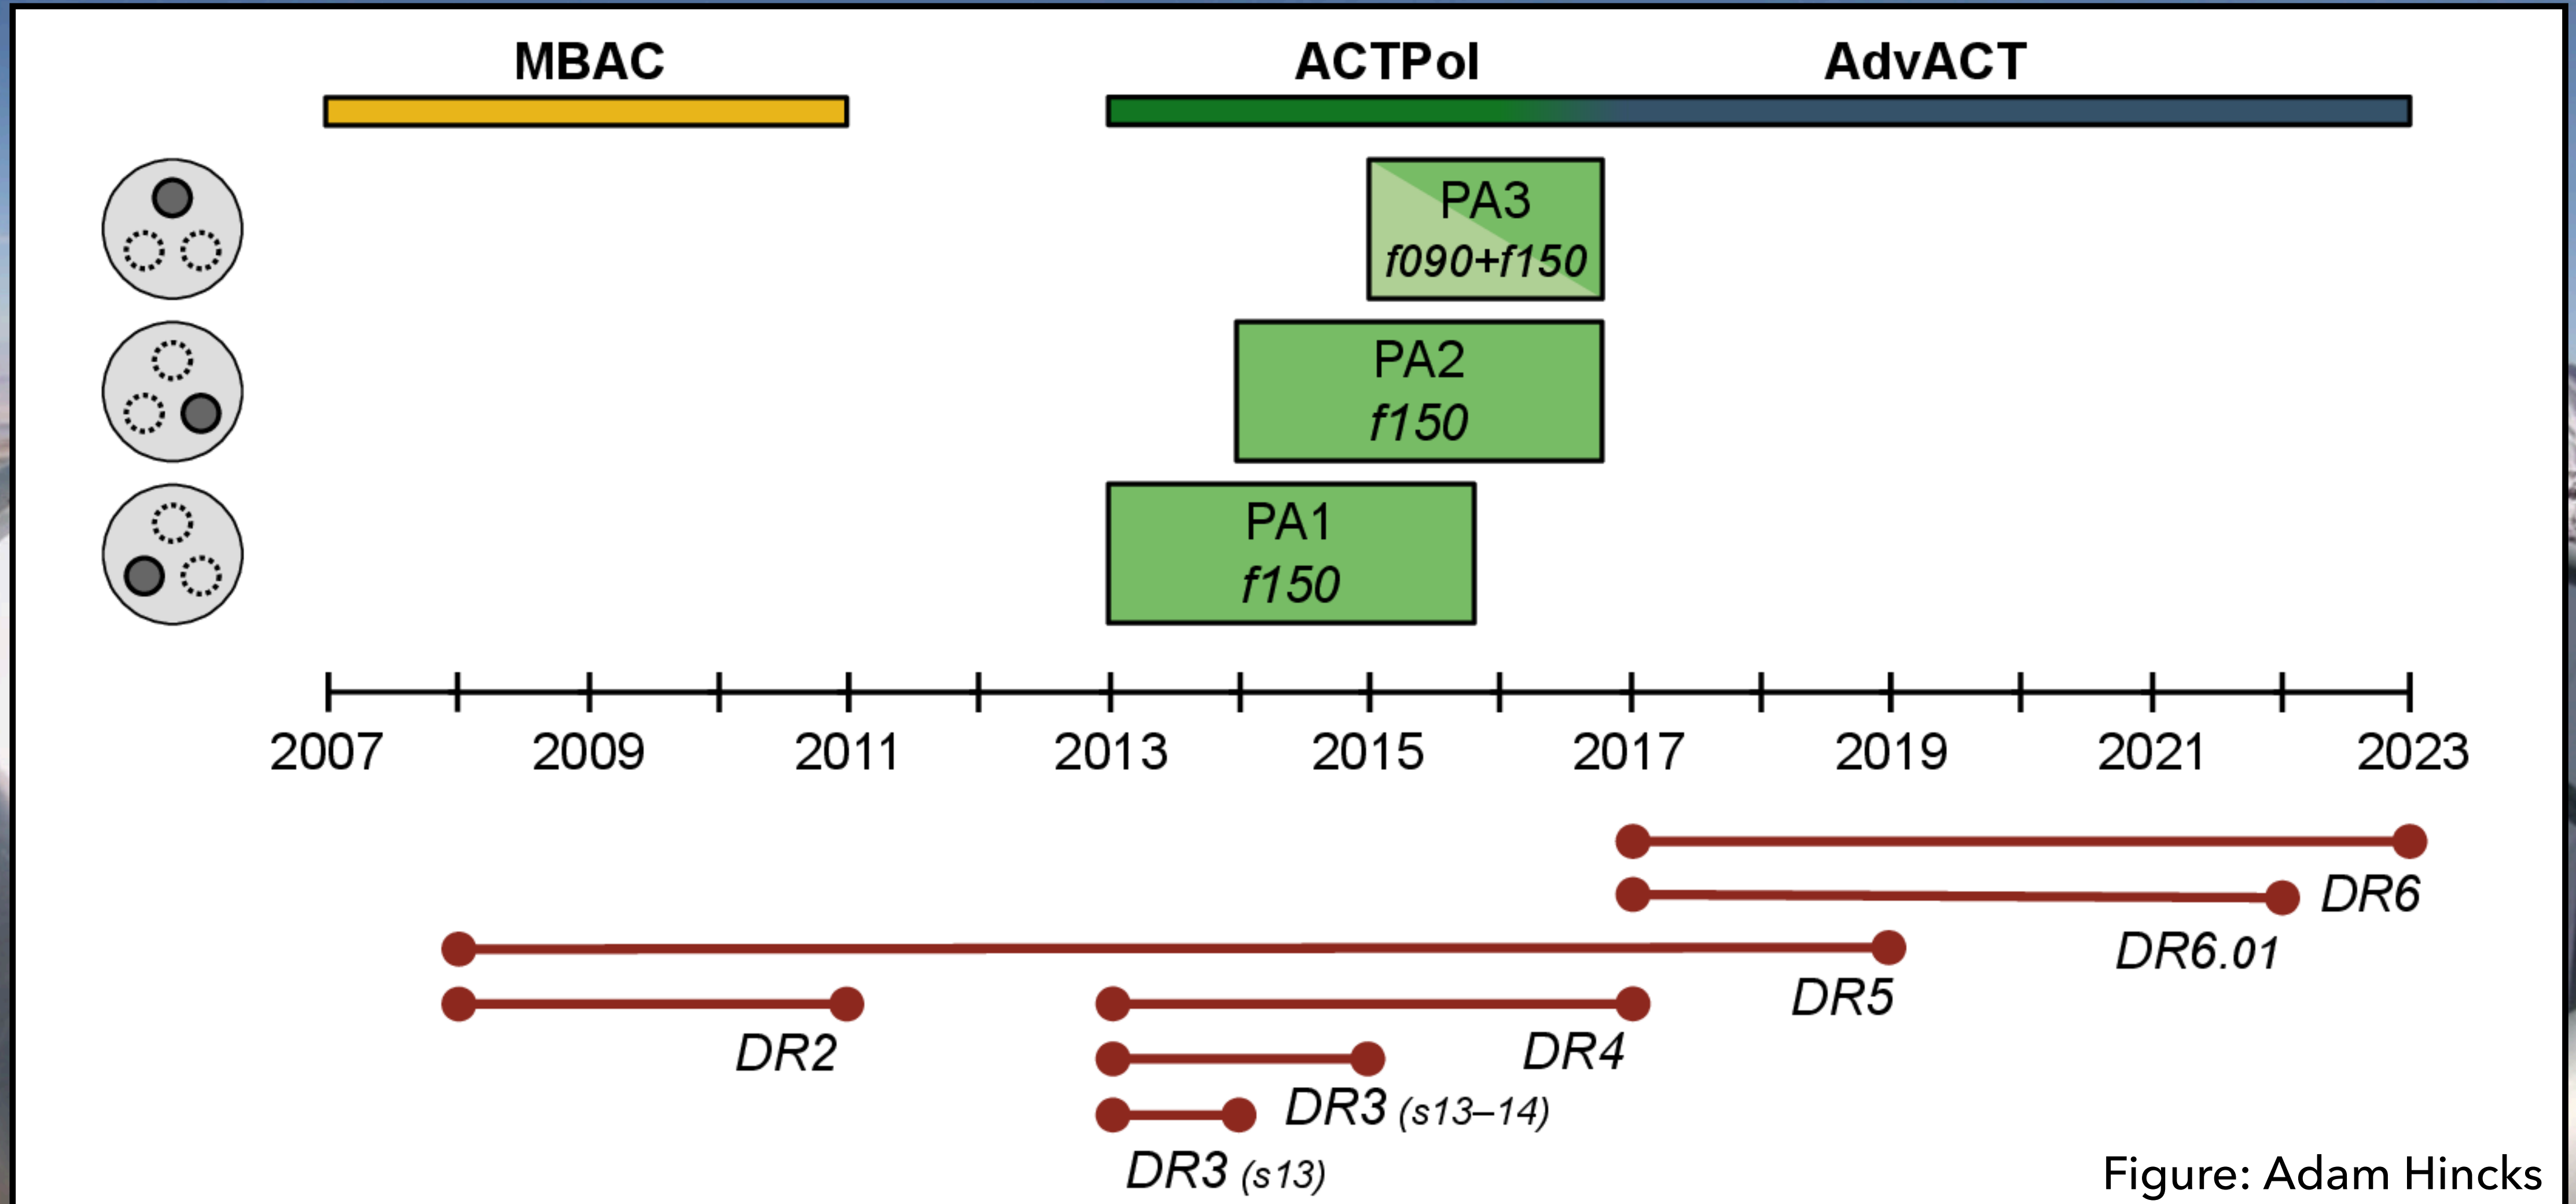 MBAC
ACTPol
AdvACT
PA3
f090+f150
PA2
f150
PA1
f150
2007 2009 2011 2013 2015 2017 2019 2021 2023
DR6
DR6.01
DR5
DR2
DR4
DR3 (s13–14)
DR3 (s13)
Figure: Adam Hincks